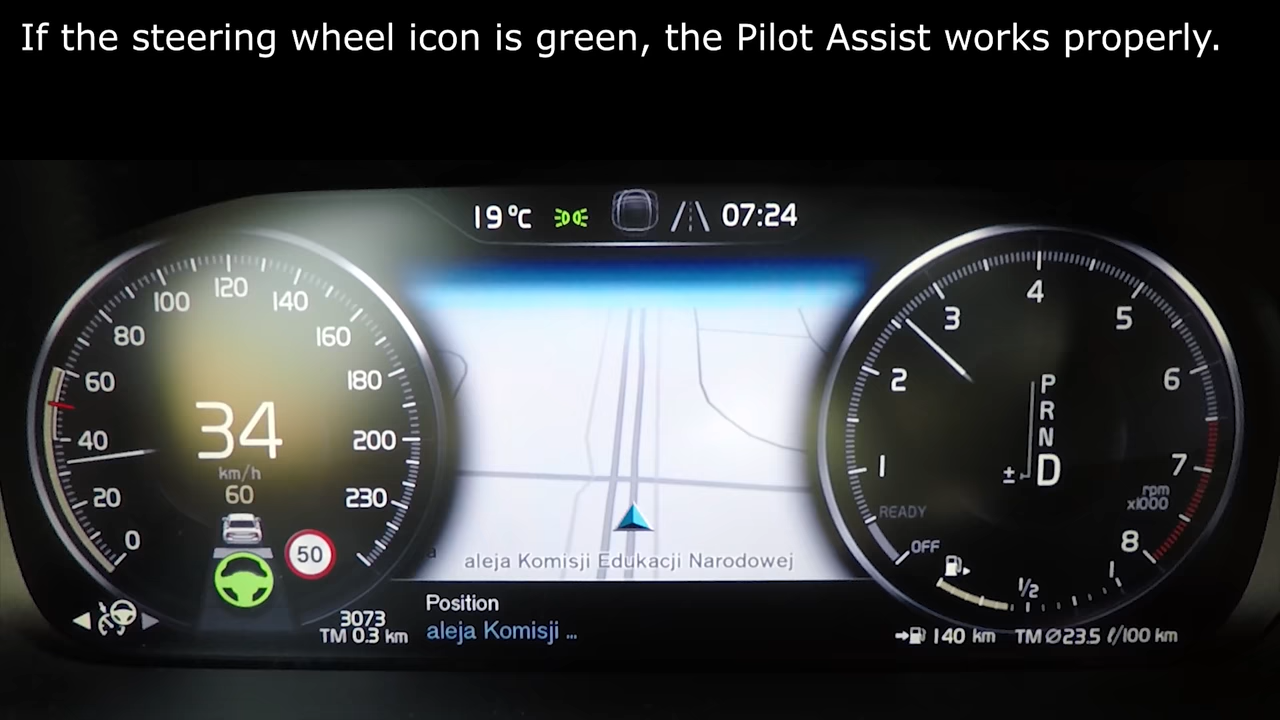 If the steering wheel icon is green, the Pilot Assist works properly.
19°C 07:24
0
20
40
60
80
100
120
140
160
180
200
230
34
km/h
60
50
3073
TM 0.3 km
aleja Komisji Edukacji Narodowej
Position
aleja Komisji ...
OFF
READY
1
2
3
4
5
6
7
8
rpm
x1000
P
R
N
± D
1/2
1
140 km TM Ø23.5 ℓ/100 km